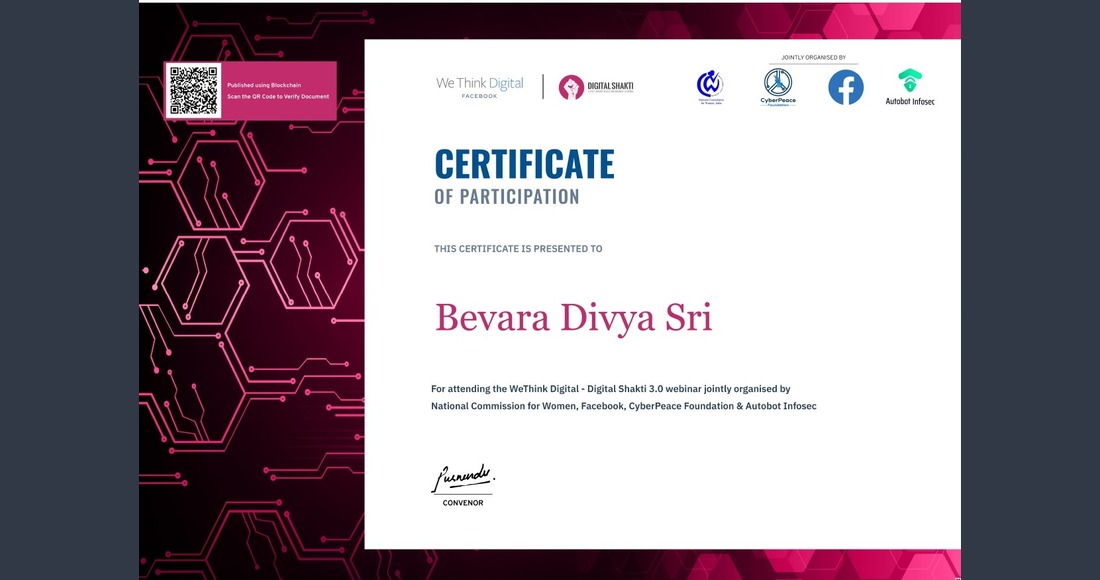 Published using Blockchain
Scan the QR Code to Verify Document
We Think Digital
FACEBOOK
DIGITAL SHAKTI
JOINTLY ORGANISED BY
CyberPeace
Foundation
Autobot Infosec
CERTIFICATE
OF PARTICIPATION
THIS CERTIFICATE IS PRESENTED TO
Bevara Divya Sri
For attending the WeThink Digital - Digital Shakti 3.0 webinar jointly organised by
National Commission for Women, Facebook, CyberPeace Foundation & Autobot Infosec
Purnendu.
CONVENOR